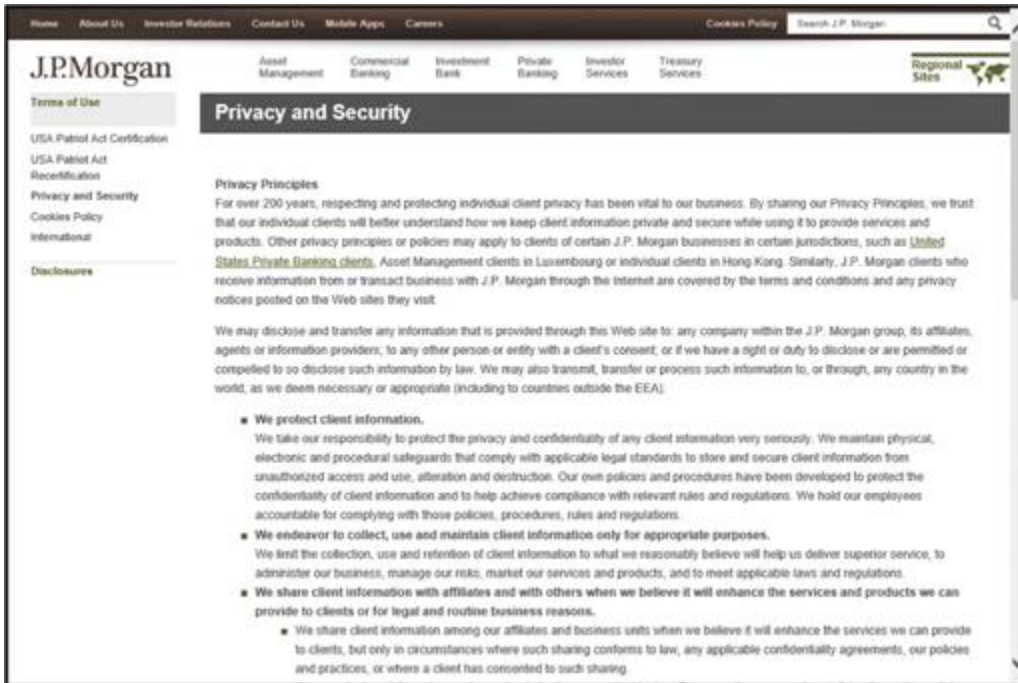 Home About Us Investor Relations Contact Us Mobile Apps Careers Cookies Policy Search J.P. Morgan
J.P.Morgan
Asset Management
Commercial Banking
Investment Bank
Private Banking
Investor Services
Treasury Services
Regional Sites
Terms of Use
USA Patriot Act Certification
USA Patriot Act
Recertification
Privacy and Security
Cookies Policy
International
Disclosures
Privacy and Security
Privacy Principles
For over 200 years, respecting and protecting individual client privacy has been vital to our business. By sharing our Privacy Principles, we trust
that our individual clients will better understand how we keep client information private and secure while using it to provide services and
products. Other privacy principles or policies may apply to clients of certain J.P. Morgan businesses in certain jurisdictions, such as United
States Private Banking clients, Asset Management clients in Luxembourg or individual clients in Hong Kong. Similarly, J.P. Morgan clients who
receive information from or transact business with J.P. Morgan through the Internet are covered by the terms and conditions and any privacy
notices posted on the Web sites they visit.
We may disclose and transfer any information that is provided through this Web site to: any company within the J.P. Morgan group, its affiliates,
agents or information providers; to any other person or entity with a client's consent; or if we have a right or duty to disclose or are permitted or
compelled to so disclose such information by law. We may also transmit, transfer or process such information to, or through, any country in the
world, as we deem necessary or appropriate (including to countries outside the EEA).
■ We protect client information.
We take our responsibility to protect the privacy and confidentiality of any client information very seriously. We maintain physical,
electronic and procedural safeguards that comply with applicable legal standards to store and secure client information from
unauthorized access and use, alteration and destruction. Our own policies and procedures have been developed to protect the
confidentiality of client information and to help achieve compliance with relevant rules and regulations. We hold our employees
accountable for complying with those policies, procedures, rules and regulations.
■ We endeavor to collect, use and maintain client information only for appropriate purposes.
We limit the collection, use and retention of client information to what we reasonably believe will help us deliver superior service, to
administer our business, manage our risks, market our services and products, and to meet applicable laws and regulations.
■ We share client information with affiliates and with others when we believe it will enhance the services and products we can
provide to clients or for legal and routine business reasons.
■ We share client information among our affiliates and business units when we believe it will enhance the services we can provide
to clients, but only in circumstances where such sharing conforms to law, any applicable confidentiality agreements, our policies
and practices, or where a client has consented to such sharing.